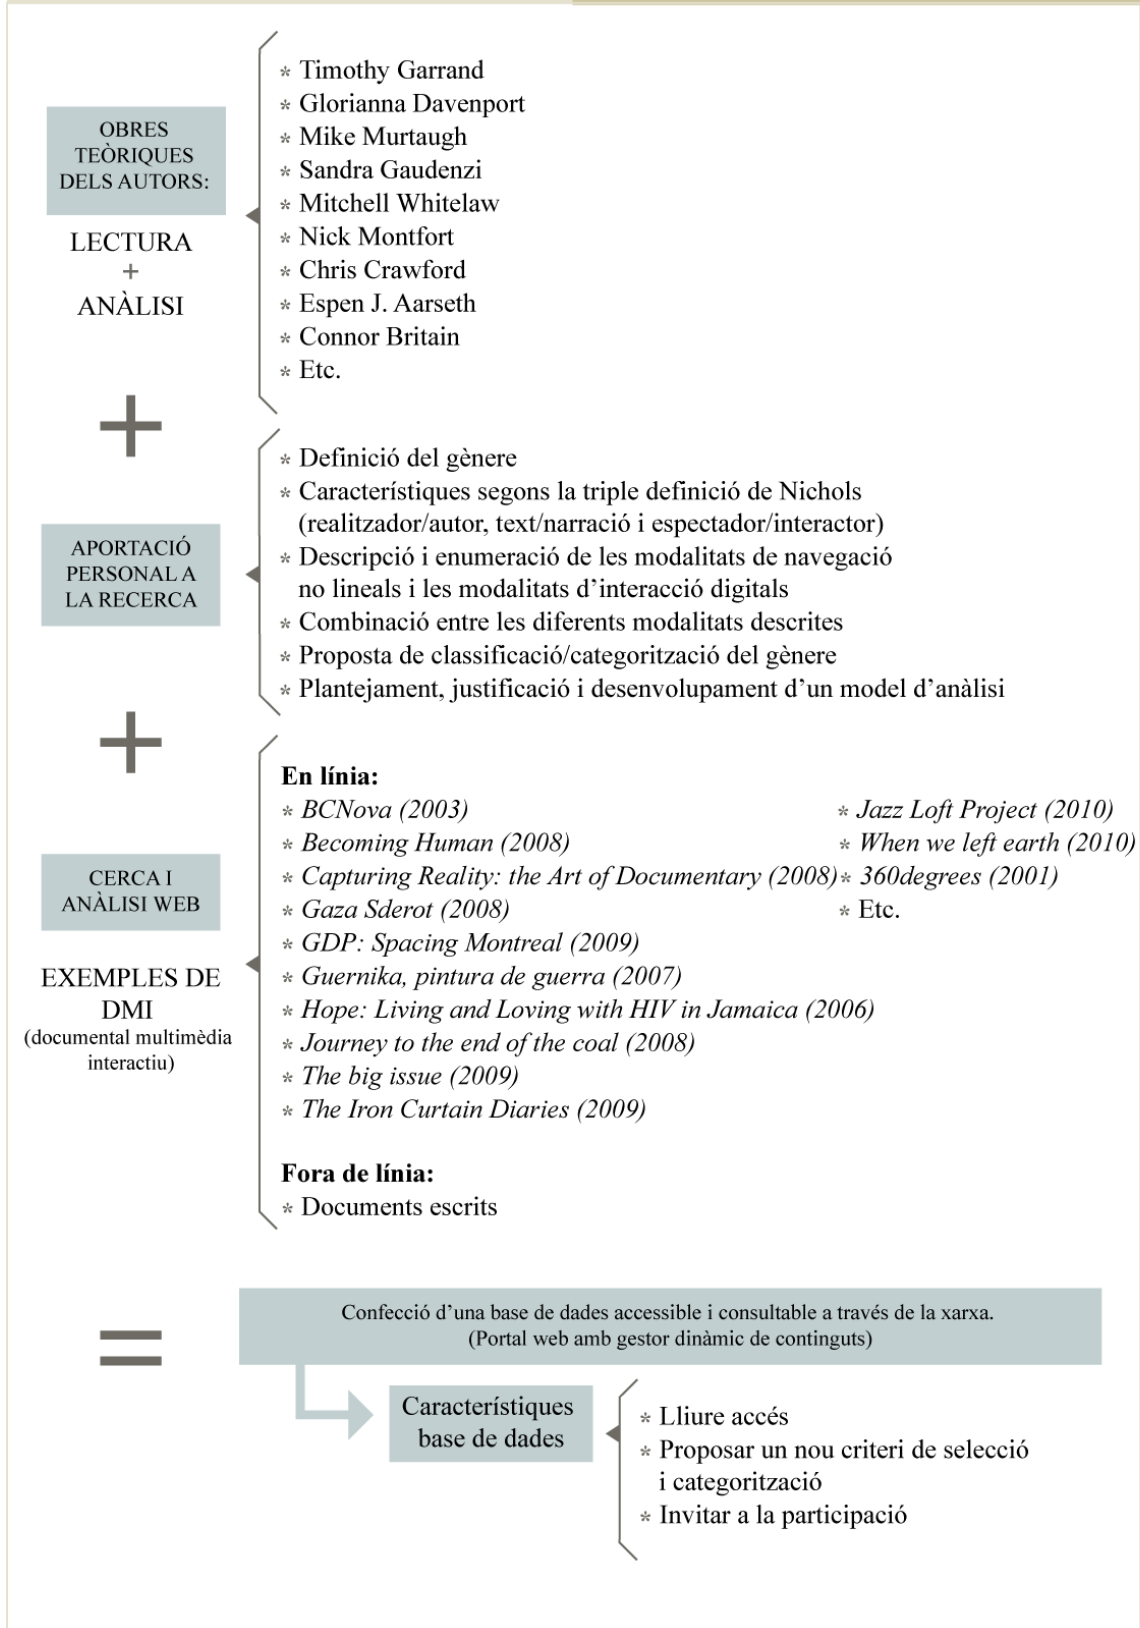 OBRES
TEÒRIQUES
DELS AUTORS:
LECTURA
+
ANÀLISI
* Timothy Garrand
* Glorianna Davenport
* Mike Murtaugh
* Sandra Gaudenzi
* Mitchell Whitelaw
* Nick Montfort
* Chris Crawford
* Espen J. Aarseth
* Connor Britain
* Etc.
+
APORTACIÓ
PERSONAL A
LA RECERCA
* Definició del gènere
* Característiques segons la triple definició de Nichols
(realitzador/autor, text/narració i espectador/interactor)
* Descripció i enumeració de les modalitats de navegació
no lineals i les modalitats d’interacció digitals
* Combinació entre les diferents modalitats descrites
* Proposta de classificació/categorització del gènere
* Plantejament, justificació i desenvolupament d’un model d’anàlisi
+
CERCA I
ANÀLISI WEB
EXEMPLES DE
DMI
(documental multimèdia
interactiu)
En línia:
* BCNova (2003)
* Becoming Human (2008)
* Capturing Reality: the Art of Documentary (2008)
* Gaza Sderot (2008)
* GDP: Spacing Montreal (2009)
* Guernika, pintura de guerra (2007)
* Hope: Living and Loving with HIV in Jamaica (2006)
* Journey to the end of the coal (2008)
* The big issue (2009)
* The Iron Curtain Diaries (2009)
* Jazz Loft Project (2010)
* When we left earth (2010)
* 360degrees (2001)
* Etc.
Fora de línia:
* Documents escrits
=
Confecció d’una base de dades accessible i consultable a través de la xarxa.
(Portal web amb gestor dinàmic de continguts)
Característiques
base de dades
* Lliure accés
* Proposar un nou criteri de selecció
i categorització
* Invitar a la participació